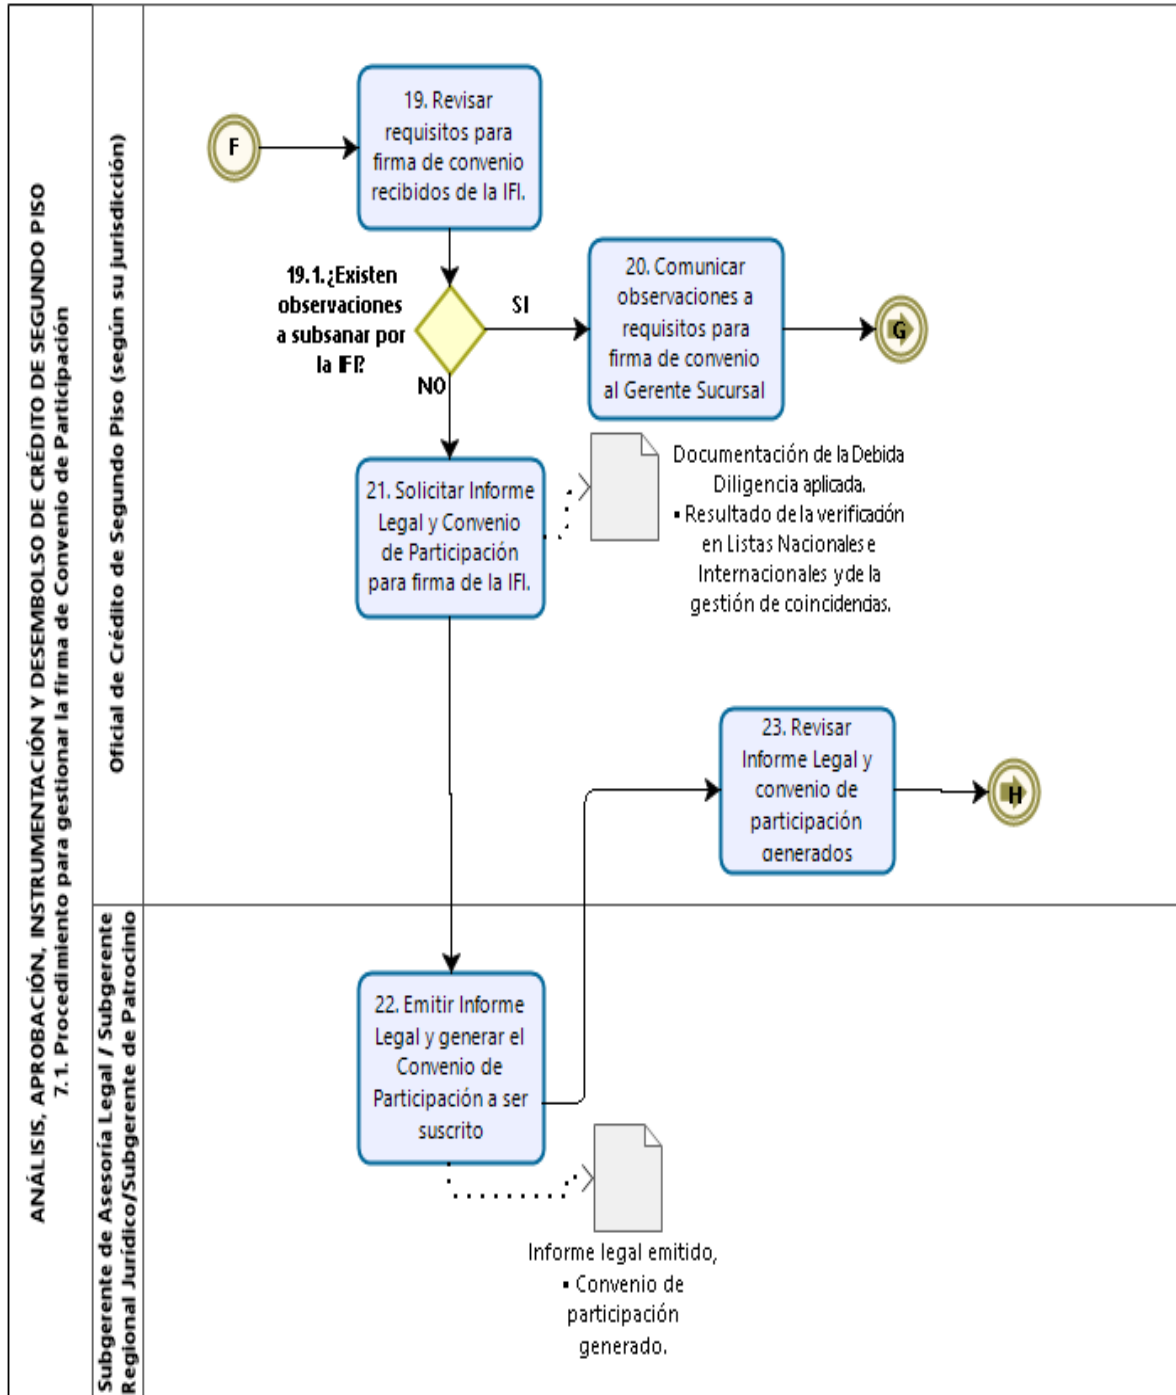 ANÁLISIS, APROBACIÓN, INSTRUMENTACIÓN Y DESEMBOLSO DE CRÉDITO DE SEGUNDO PISO
7.1. Procedimiento para gestionar la firma de Convenio de Participación
Oficial de Crédito de Segundo Piso (según su jurisdicción)
F
19. Revisar
requisitos para
firma de convenio
recibidos de la IFI.
19.1.¿Existen
observaciones
a subsanar por
la IFI?
SI
NO
20. Comunicar
observaciones a
requisitos para
firma de convenio
al Gerente Sucursal
G
21. Solicitar Informe
Legal y Convenio
de Participación
para firma de la IFI.
Documentación de la Debida
Diligencia aplicada.
▪ Resultado de la verificación
en Listas Nacionales e
Internacionales y de la
gestión de coincidencias.
23. Revisar
Informe Legal y
convenio de
participación
generados
H
Subgerente de Asesoría Legal / Subgerente
Regional Jurídico/Subgerente de Patrocinio
22. Emitir Informe
Legal y generar el
Convenio de
Participación a ser
suscrito
Informe legal emitido,
▪ Convenio de
participación
generado.